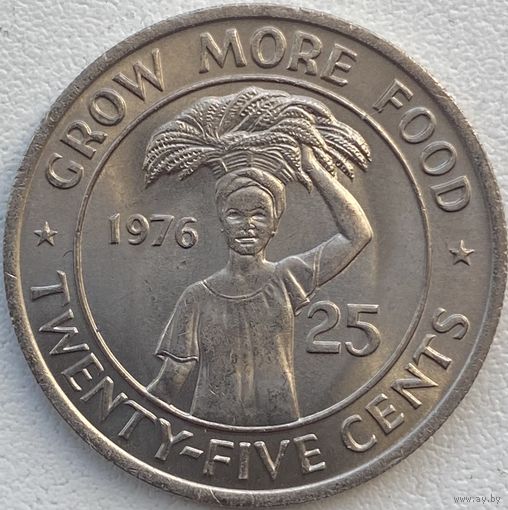 GROW MORE FOOD
1976
25
TWENTY-FIVE CENTS
www.ay.by